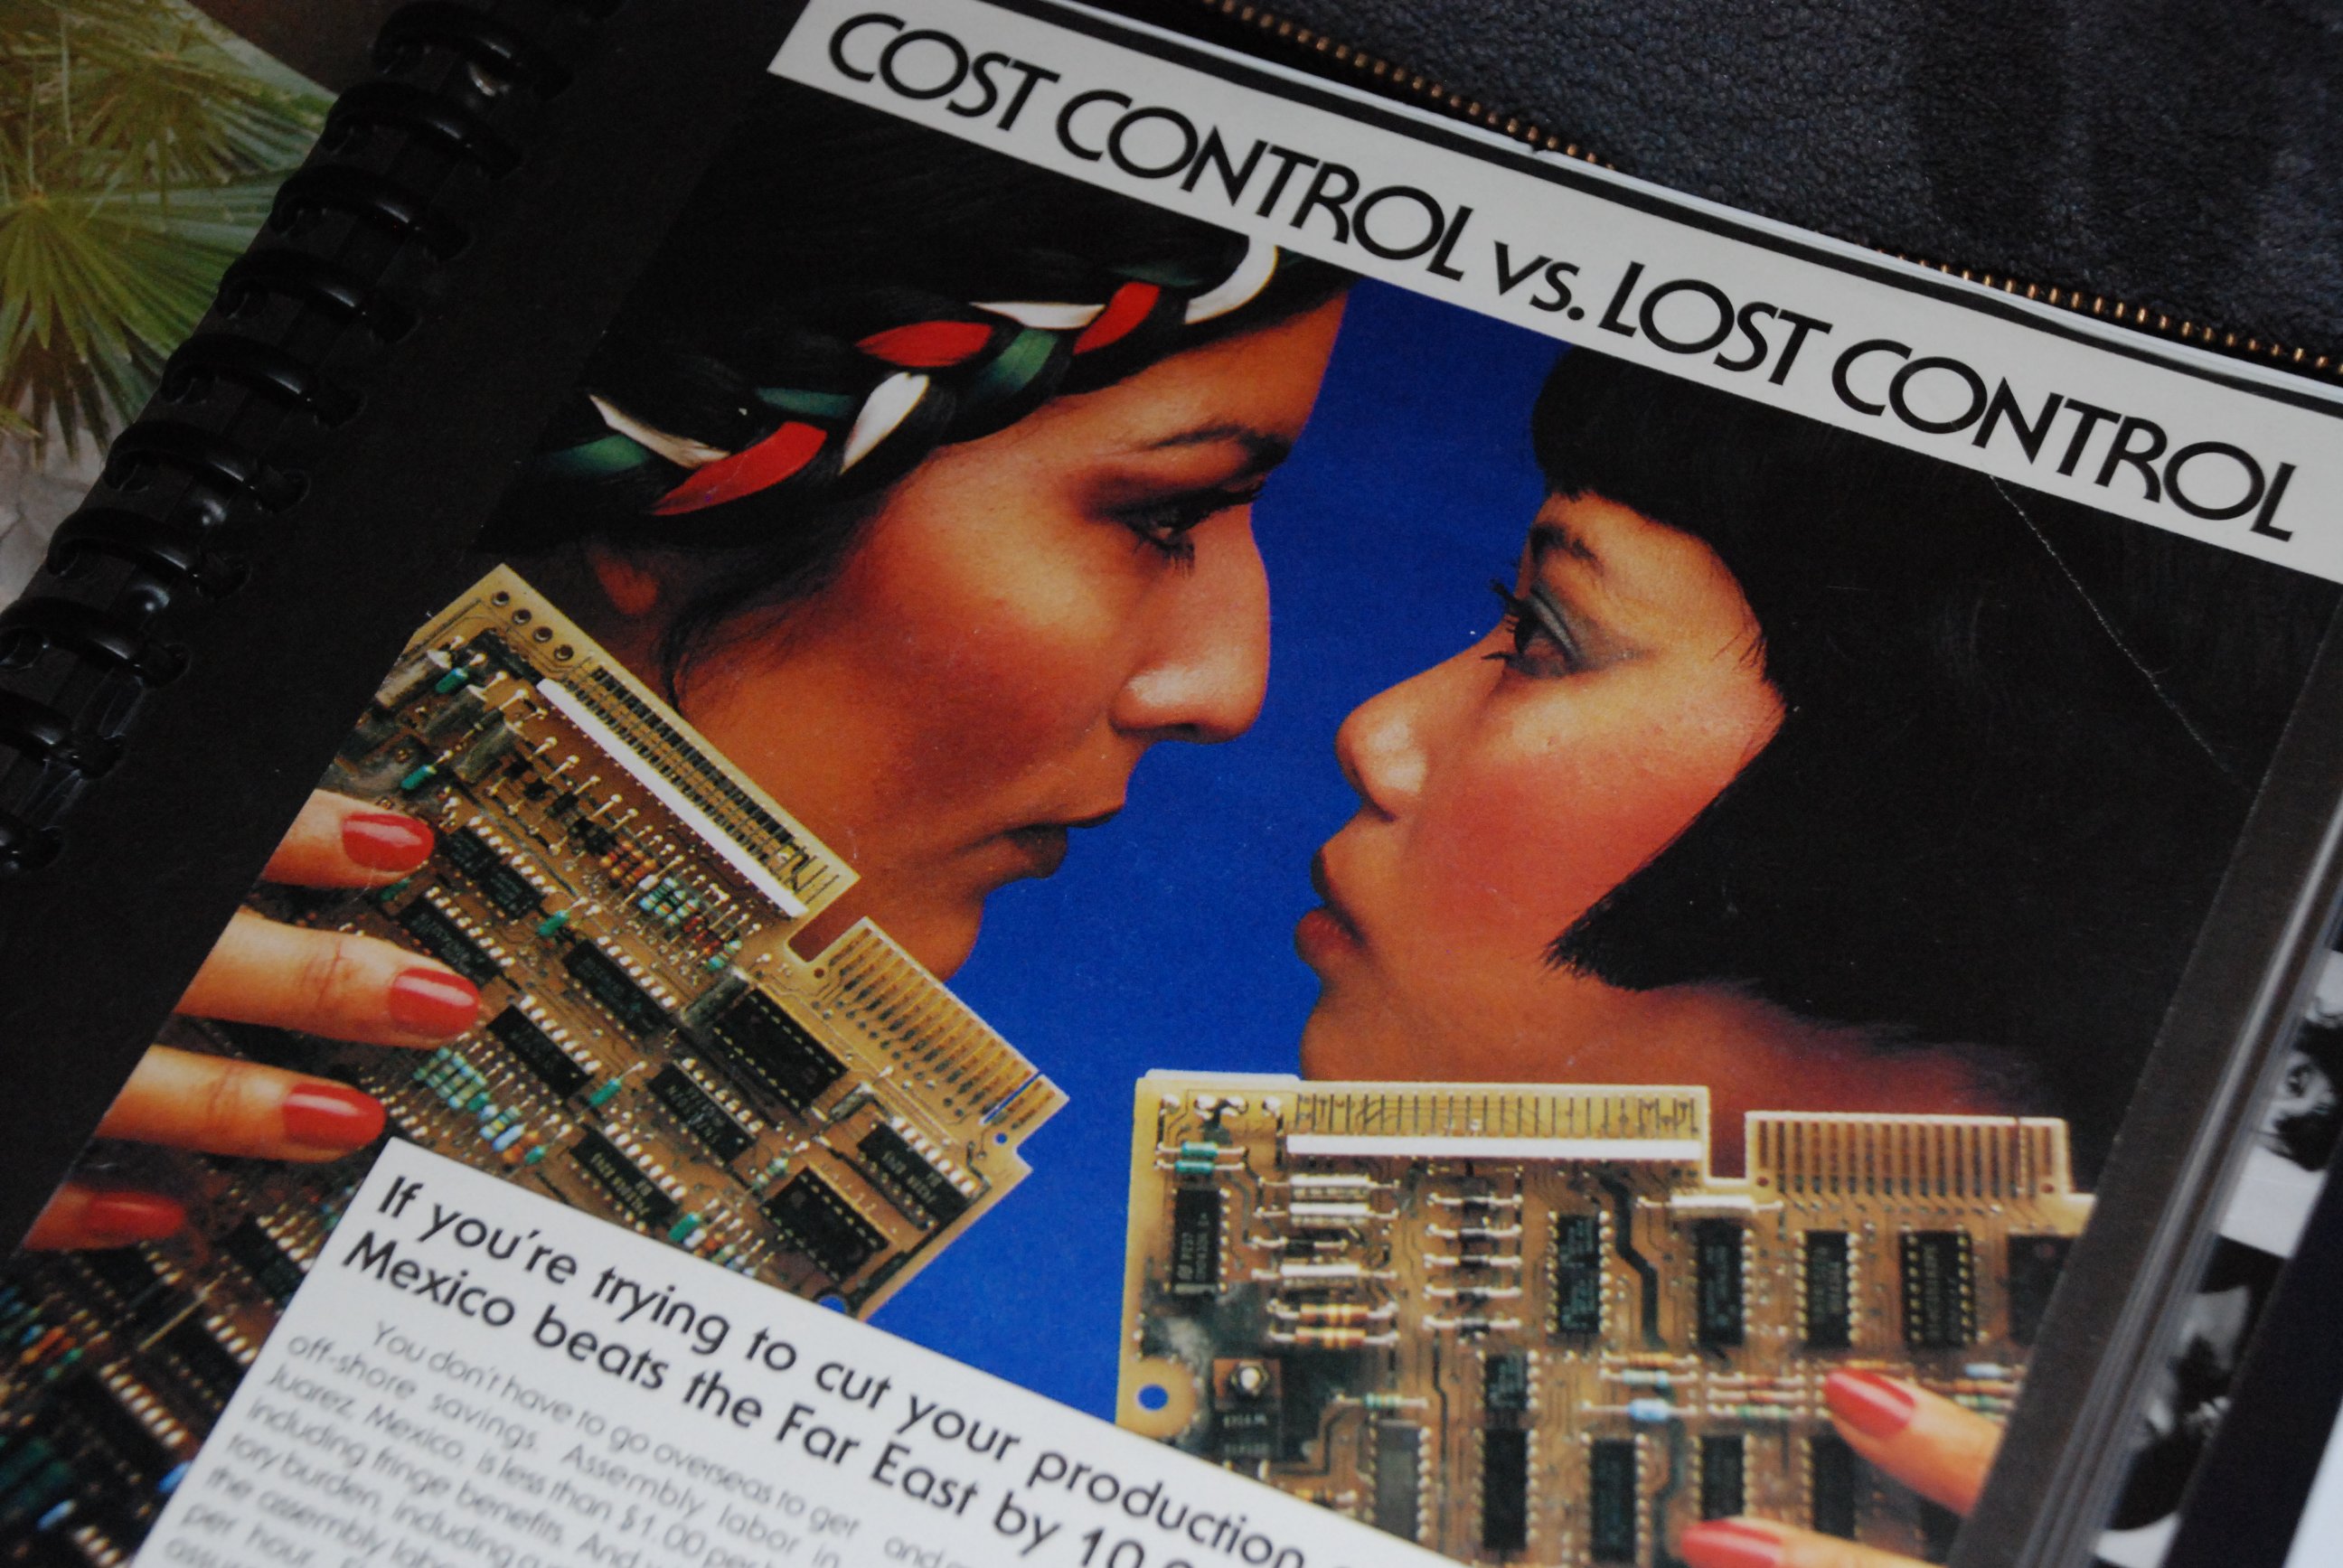 COST CONTROL vs. LOST CONTROL
If you're trying to cut your production
Mexico beats the Far East by 10,
You don't have to go overseas to get
off-shore savings. Assembly labor in
Juarez, Mexico, is less than $1.00 per
including fringe benefits. And
tory burden, including
the assembly
per hour.
and